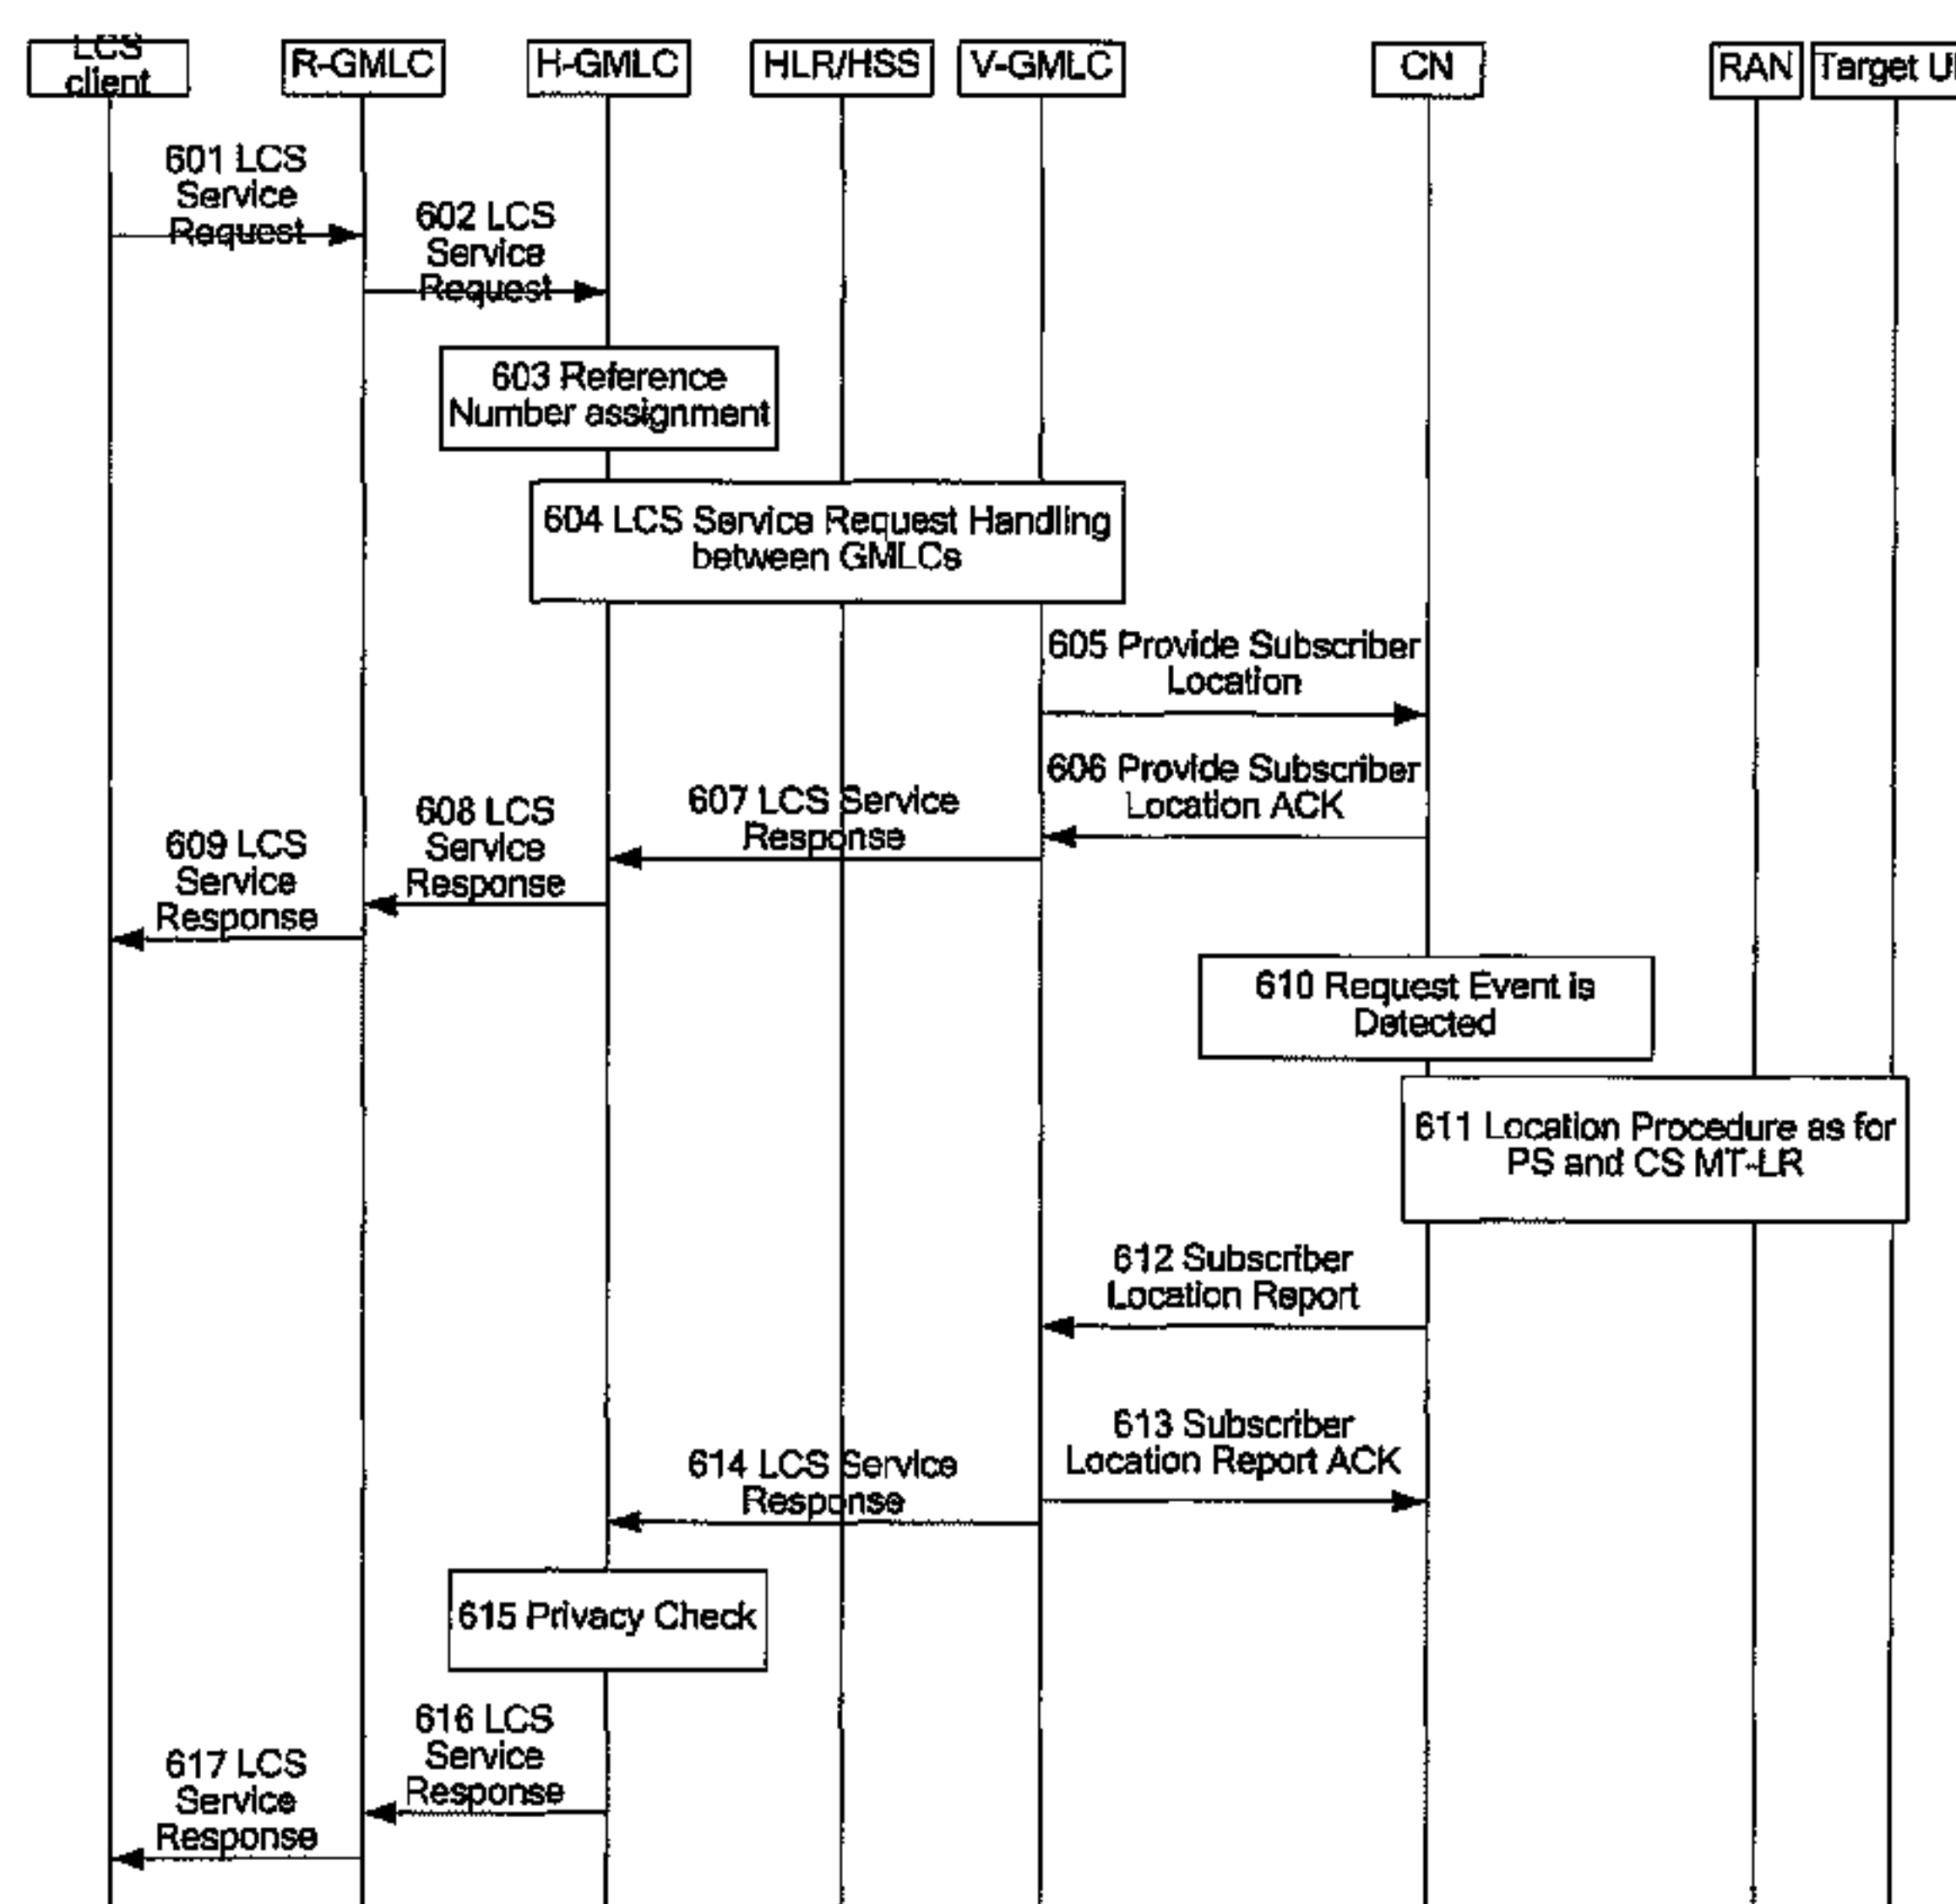 LCS
client
R-GMLC
H-GMLC
HLR/HSS
V-GMLC
CN
RAN
Target
601 LCS
Service
Request
602 LCS
Service
Request
603 Reference
Number assignment
604 LCS Service Request Handling
between GMLCs
605 Provide Subscriber
Location
606 Provide Subscriber
Location ACK
607 LCS Service
Response
608 LCS
Service
Response
609 LCS
Service
Response
610 Request Event is
Detected
611 Location Procedure as for
PS and CS MT-LR
612 Subscriber
Location Report
613 Subscriber
Location Report ACK
614 LCS Service
Response
615 Privacy Check
616 LCS
Service
Response
617 LCS
Service
Response